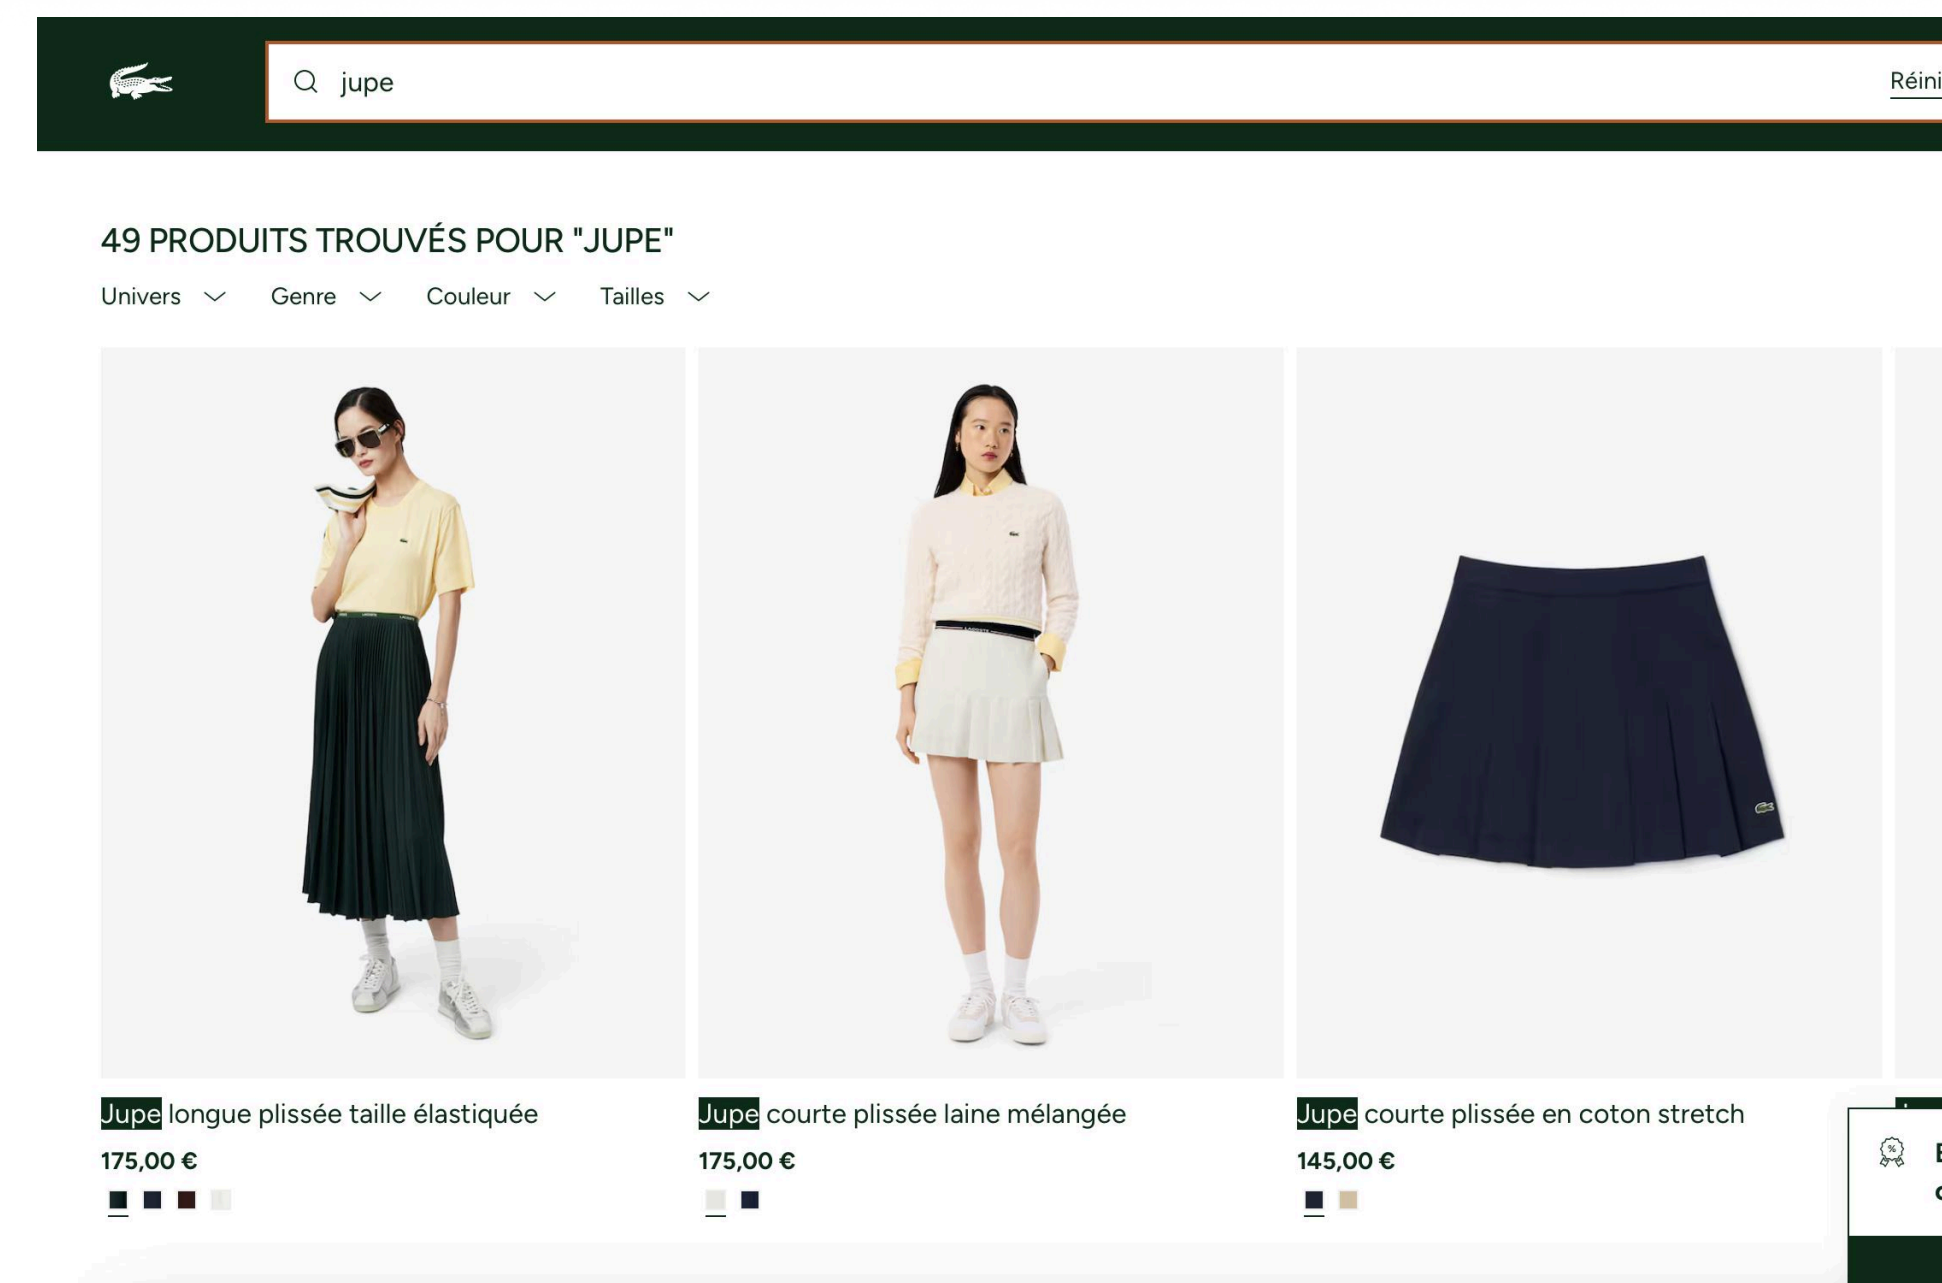 jupe
Réini
49 PRODUITS TROUVÉS POUR "JUPE"
Univers Genre Couleur Tailles
Jupe longue plissée taille élastiquée
175,00 €
Jupe courte plissée laine mélangée
175,00 €
Jupe courte plissée en coton stretch
145,00 €
%